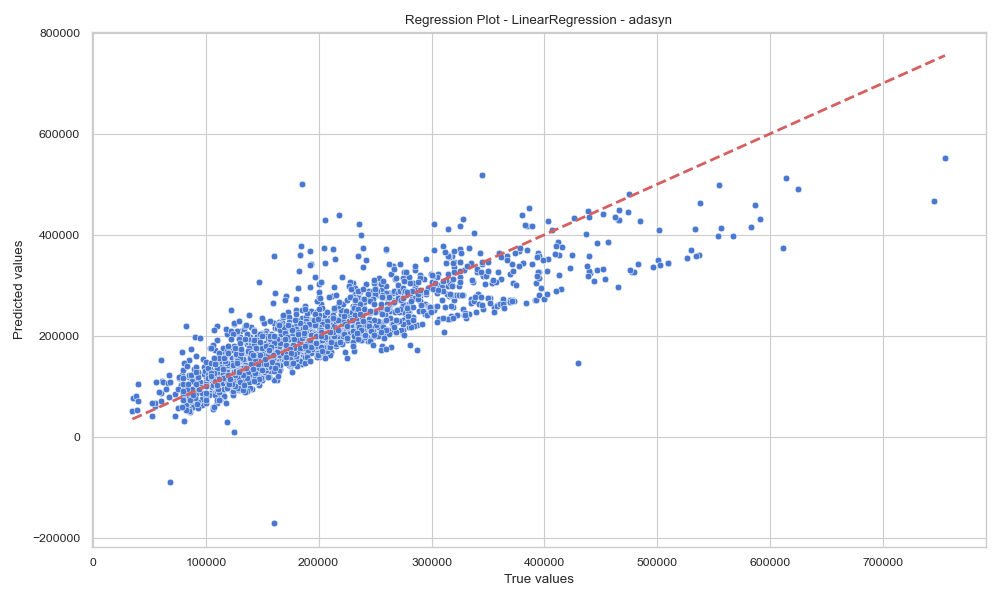 Regression Plot - LinearRegression - adasyn
800000
600000
400000
200000
0
−200000
Predicted values
0 100000 200000 300000 400000 500000 600000 700000
True values